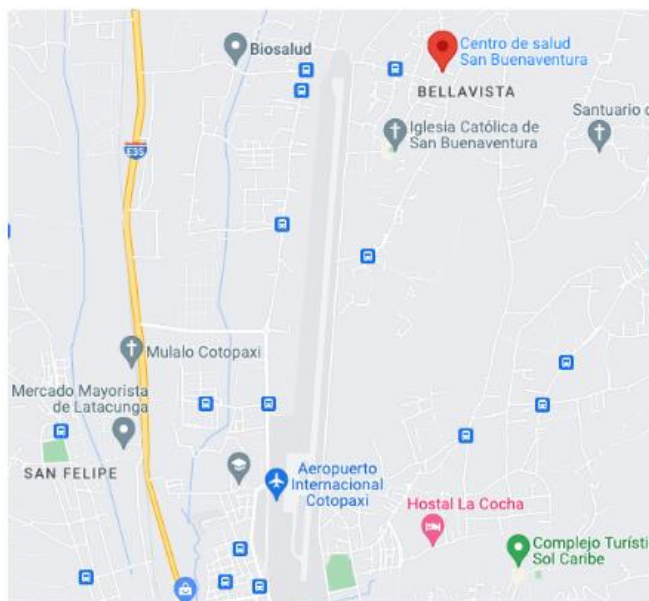 Biosalud
Centro de salud
San Buenaventura
BELLAVISTA
Iglesia Católica de
San Buenaventura
Santuario
E35
Mulalo Cotopaxi
Mercado Mayorista
de Latacunga
SAN FELIPE
Aeropuerto
Internacional
Cotopaxi
Hostal La Cocha
Complejo Turísti
Sol Caribe